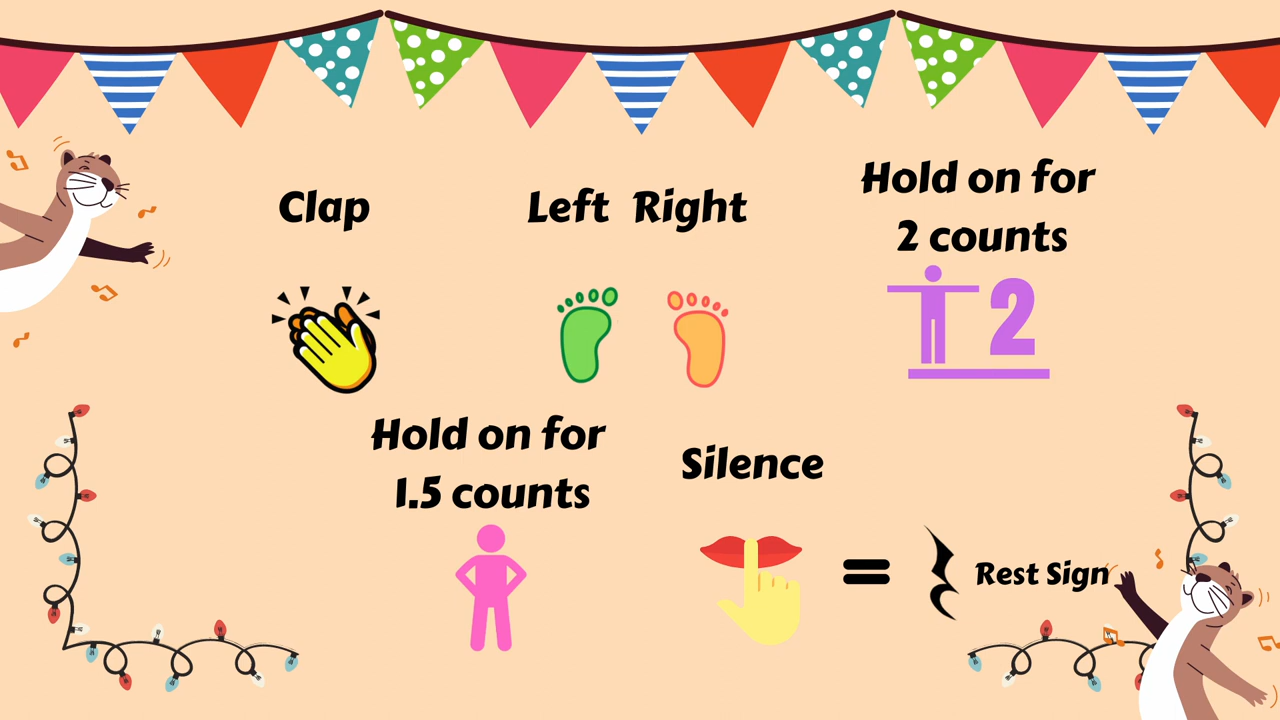 Clap
Left Right
Hold on for
2 counts
2
Hold on for
1.5 counts
Silence
= Rest Sign